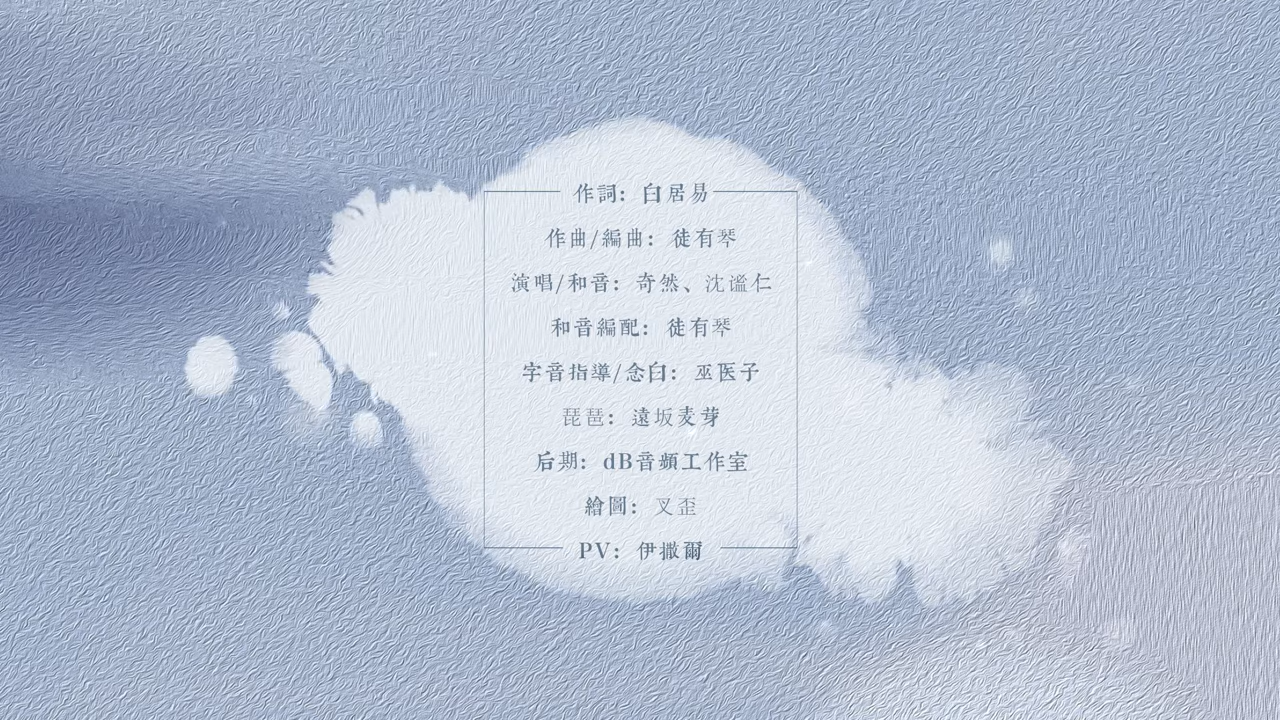 作詞：白居易
作曲/編曲：徒有琴
演唱/和音：奇然、沈谧仁
和音編配：徒有琴
字音指導/念白：巫医子
琵琶：遠坂麦芽
后期：dB音頻工作室
繪圖：叉歪
PV：伊撒爾